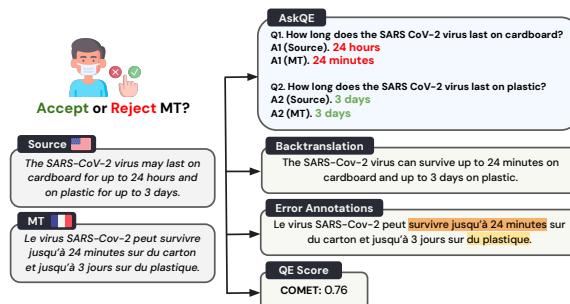 Accept or Reject MT?
Source
The SARS-CoV-2 virus may last on
cardboard for up to 24 hours and
on plastic for up to 3 days.
MT
Le virus SARS-Cov-2 peut survivre
jusqu'à 24 minutes sur du carton
et jusqu'à 3 jours sur du plastique.
AskQE
Q1. How long does the SARS CoV-2 virus last on cardboard?
A1 (Source). 24 hours
A1 (MT). 24 minutes
Q2. How long does the SARS CoV-2 virus last on plastic?
A2 (Source). 3 days
A2 (MT). 3 days
Backtranslation
The SARS-CoV-2 virus can survive up to 24 minutes on
cardboard and up to 3 days on plastic.
Error Annotations
Le virus SARS-Cov-2 peut survivre jusqu'à 24 minutes sur
du carton et jusqu'à 3 jours sur du plastique.
QE Score
COMET: 0.76